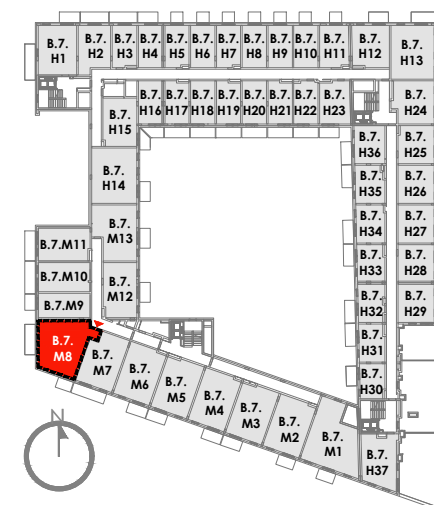 B.7.
H1
B.7.
H2
B.7.
H3
B.7.
H4
B.7.
H5
B.7.
H6
B.7.
H7
B.7.
H8
B.7.
H9
B.7.
H10
B.7.
H11
B.7.
H12
B.7.
H13
B.7.
H16
B.7.
H17
B.7.
H18
B.7.
H19
B.7.
H20
B.7.
H21
B.7.
H22
B.7.
H23
B.7.
H24
B.7.
H15
B.7.
H36
B.7.
H25
B.7.
H14
B.7.
H35
B.7.
H26
B.7.
M13
B.7.
H34
B.7.
H27
B.7.M11
B.7.
H33
B.7.
H28
B.7.M10
B.7.
M12
B.7.
H32
B.7.
H29
B.7.M9
B.7.
M8
B.7.
M7
B.7.
M6
B.7.
M5
B.7.
M4
B.7.
M3
B.7.
M2
B.7.
M1
B.7.
H31
B.7.
H30
B.7.
H37
N